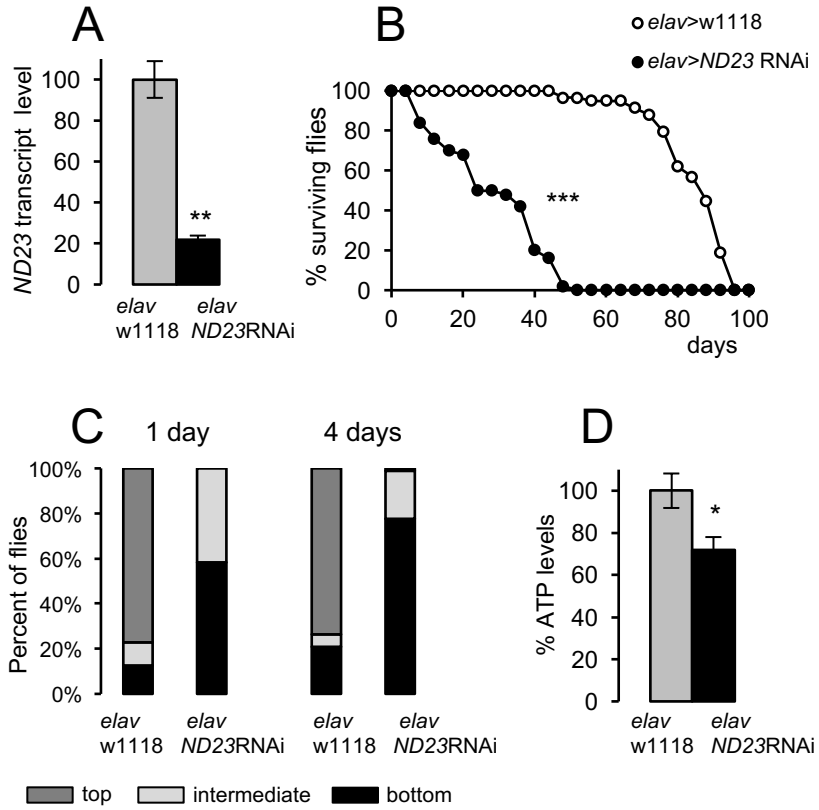 A
ND23 transcript level
100
80
60
40
20
0
**
elav
w1118
elav
ND23RNAi
B
elav>w1118
elav>ND23 RNAi
% surviving flies
100
80
60
40
20
0
***
0 20 40 60 80 100
days
C
1 day 4 days
Percent of flies
100%
80%
60%
40%
20%
0%
elav
w1118
elav
ND23RNAi
elav
w1118
elav
ND23RNAi
top intermediate bottom
D
% ATP levels
100
80
60
40
20
0
*
elav
w1118
elav
ND23RNAi